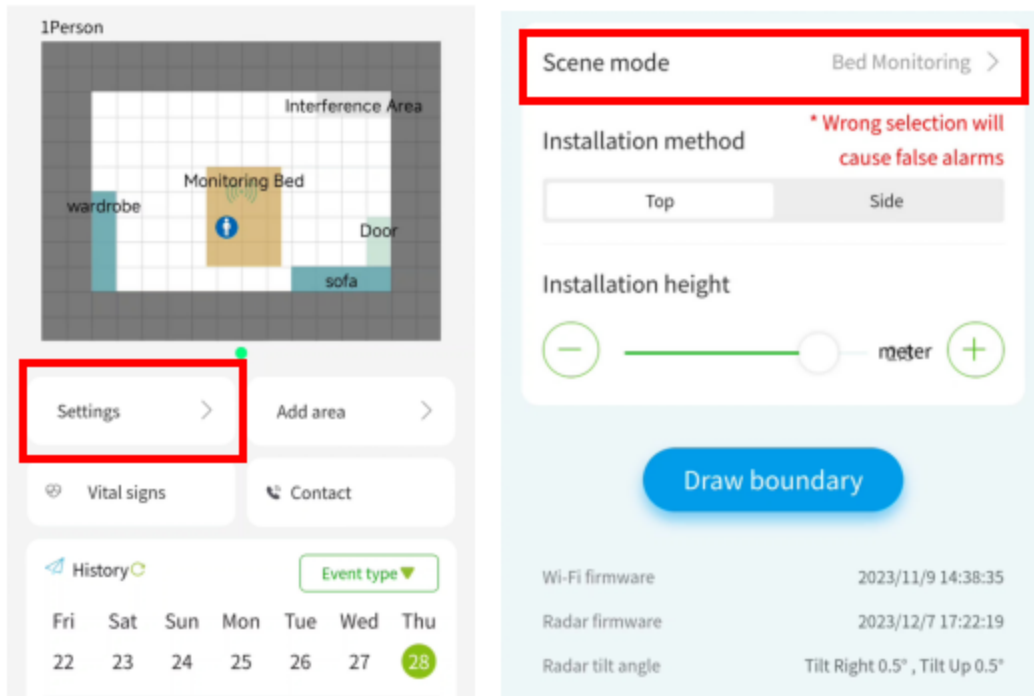 1Person
Interference Area
Monitoring Bed
wardrobe
Door
sofa
Settings
Add area
Vital signs
Contact
History
Event type
Fri Sat Sun Mon Tue Wed Thu
22 23 24 25 26 27 28
Scene mode Bed Monitoring
Installation method * Wrong selection will
cause false alarms
Top Side
Installation height
meter
Draw boundary
Wi-Fi firmware 2023/11/9 14:38:35
Radar firmware 2023/12/7 17:22:19
Radar tilt angle Tilt Right 0.5° , Tilt Up 0.5°